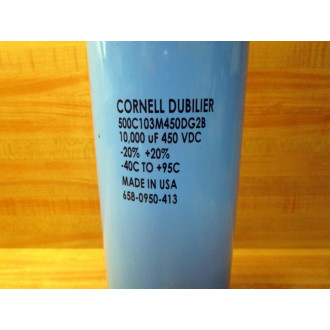 CORNELL DUBILIER
500C103M450DG2B
10,000 uF 450 VDC
-20% +20%
-40C TO +95C
MADE IN USA
658-0950-413